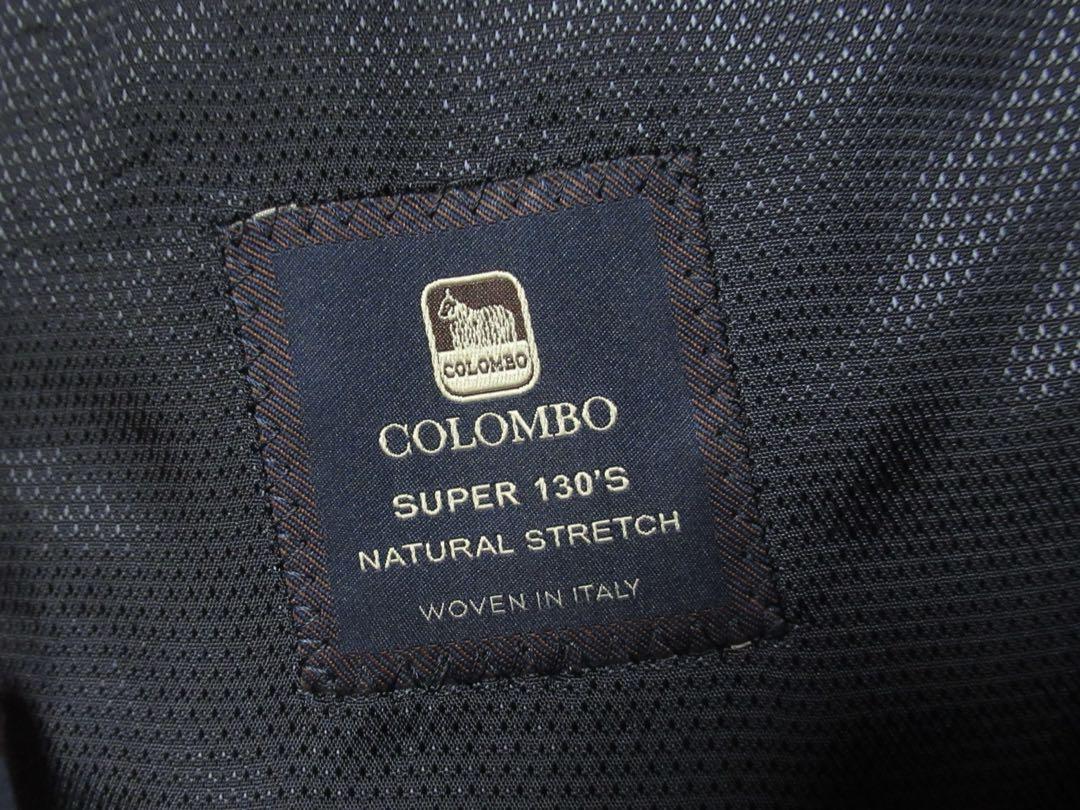 COLOMBO
COLOMBO
SUPER 130'S
NATURAL STRETCH
WOVEN IN ITALY